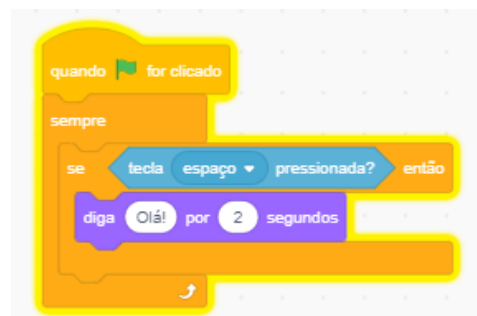 quando for clicado
sempre
se tecla espaço pressionada? então
diga Olá! por 2 segundos